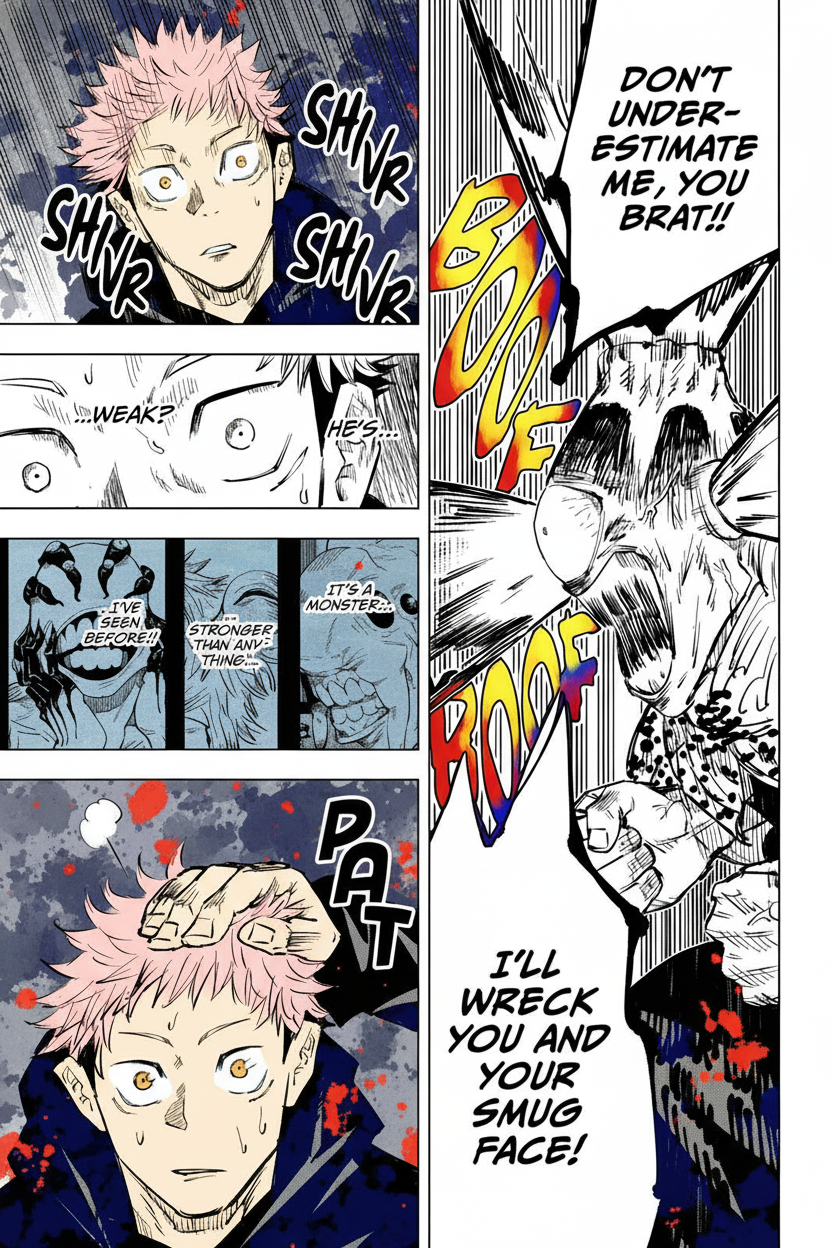 DON'T
UNDER-
ESTIMATE
ME, YOU
BRAT!!
BOOF
ROOF
I'LL
WRECK
YOU AND
YOUR
SMUG
FACE!
SHIVR
SHIVR
SHIVR
HE'S...
...WEAK?
IT'S A
MONSTER...
STRONGER
THAN ANY-
THING...
I'VE
SEEN
BEFORE!!
PAT